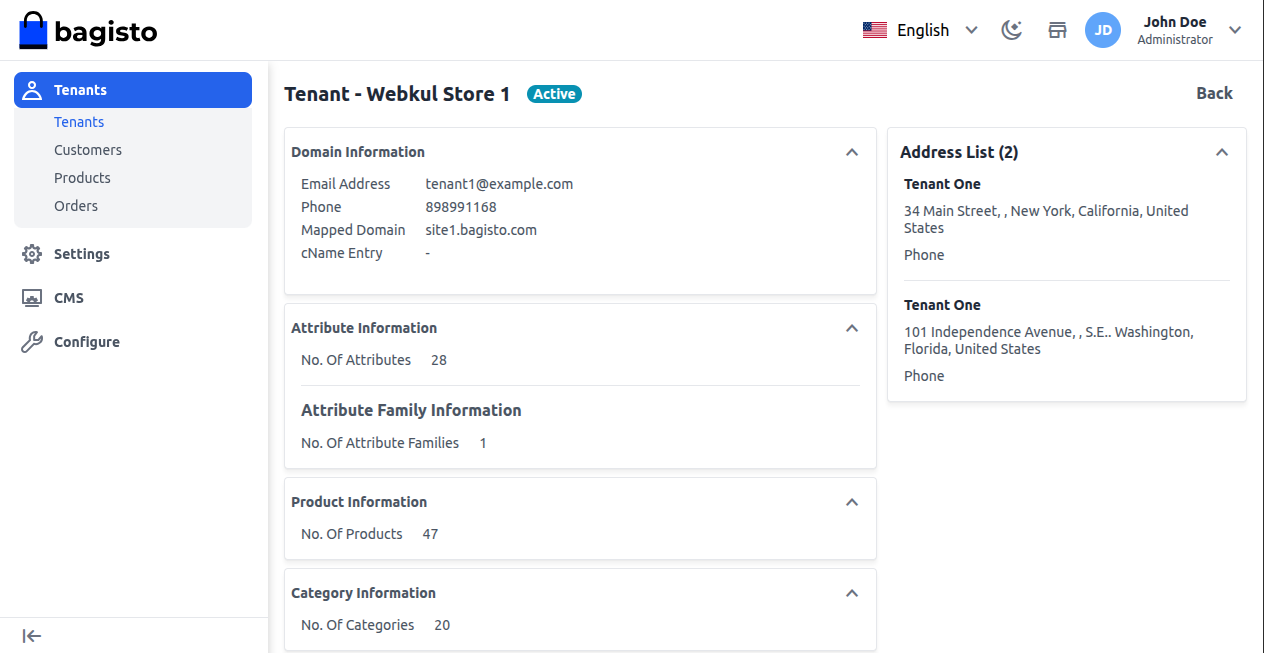 bagisto
English
JD
John Doe
Administrator
Tenants
Tenants
Customers
Products
Orders
Settings
CMS
Configure
Tenant - Webkul Store 1 Active
Back
Domain Information
Email Address tenant1@example.com
Phone 898991168
Mapped Domain site1.bagisto.com
cName Entry -
Attribute Information
No. Of Attributes 28
Attribute Family Information
No. Of Attribute Families 1
Product Information
No. Of Products 47
Category Information
No. Of Categories 20
Address List (2)
Tenant One
34 Main Street, , New York, California, United
States
Phone
Tenant One
101 Independence Avenue, , S.E.. Washington,
Florida, United States
Phone